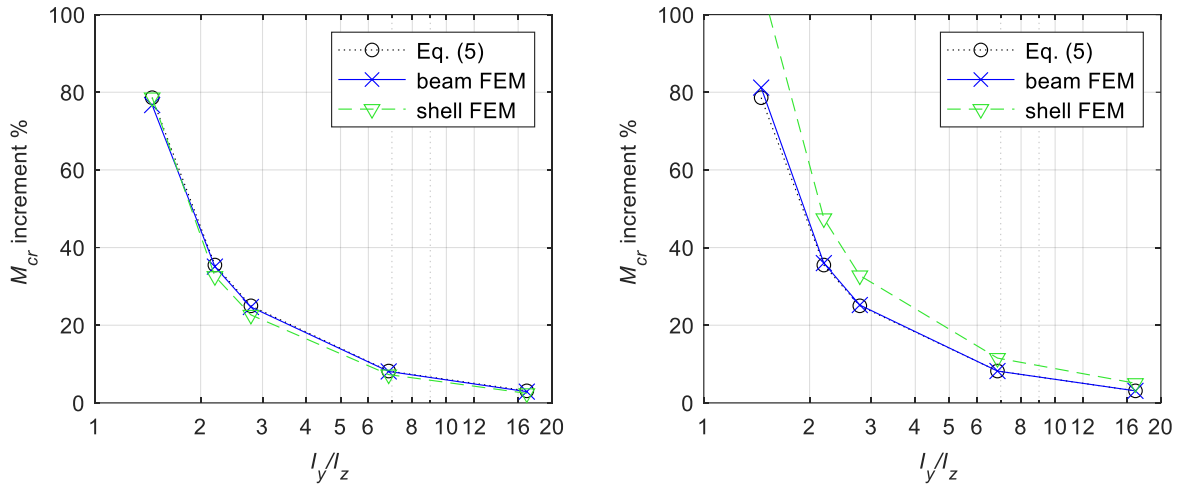 100
80
60
40
20
0
M_cr increment %
Eq. (5)
beam FEM
shell FEM
1 2 3 4 5 6 8 10 12 16 20
I_y/I_z
100
80
60
40
20
0
M_cr increment %
Eq. (5)
beam FEM
shell FEM
1 2 3 4 5 6 8 10 12 16 20
I_y/I_z